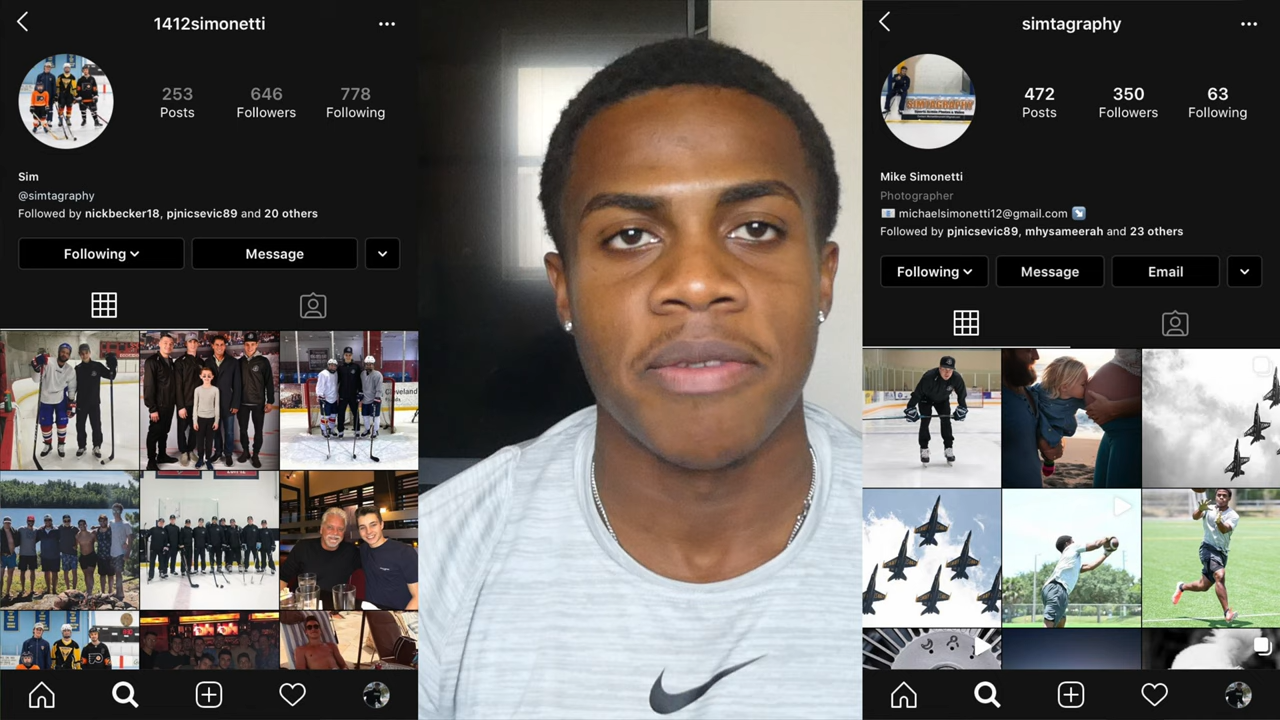 1412simonetti
253
646
778
Posts
Followers
Following
Sim
@simtagraphy
Followed by nickbecker18, pjnicsevic89 and 20 others
Following
Message
Cleveland
simtagraphy
472
350
63
Posts
Followers
Following
SIMTAGRAPHY
Mike Simonetti
Photographer
michaelsimonetti12@gmail.com
Followed by pjnicsevic89, mhysameerah and 23 others
Following
Message
Email